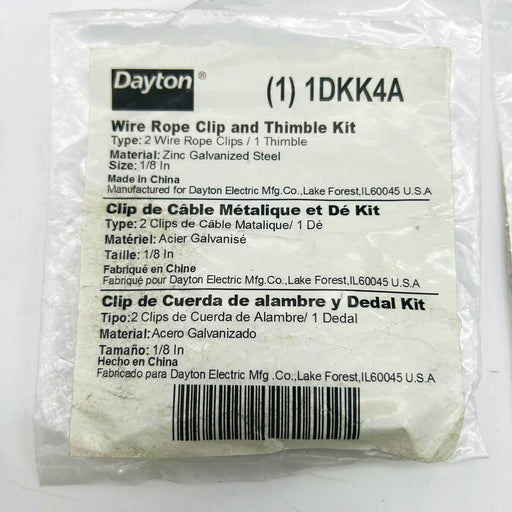 Dayton®
(1) 1DKK4A
Wire Rope Clip and Thimble Kit
Type: 2 Wire Rope Clips / 1 Thimble
Material: Zinc Galvanized Steel
Size: 1/8 In
Made in China
Manufactured for Dayton Electric Mfg.Co.,Lake Forest,IL60045 U.S.A
Clip de Câble Métalique et Dé Kit
Type: 2 Clips de Câble Matalique/ 1 Dé
Matériel: Acier Galvanisé
Taille: 1/8 In
Fabriqué en Chine
Fabriqué pour Dayton Electric Mfg.Co.,Lake Forest,IL60045 U.S.A
Clip de Cuerda de alambre y Dedal Kit
Tipo:2 Clips de Cuerda de Alambre/ 1 Dedal
Material:Acero Galvanizado
Tamaño: 1/8 In
Hecho en China
Fabricado para Dayton Electric Mfg .Co.,Lake Forest,IL60045 U.S.A